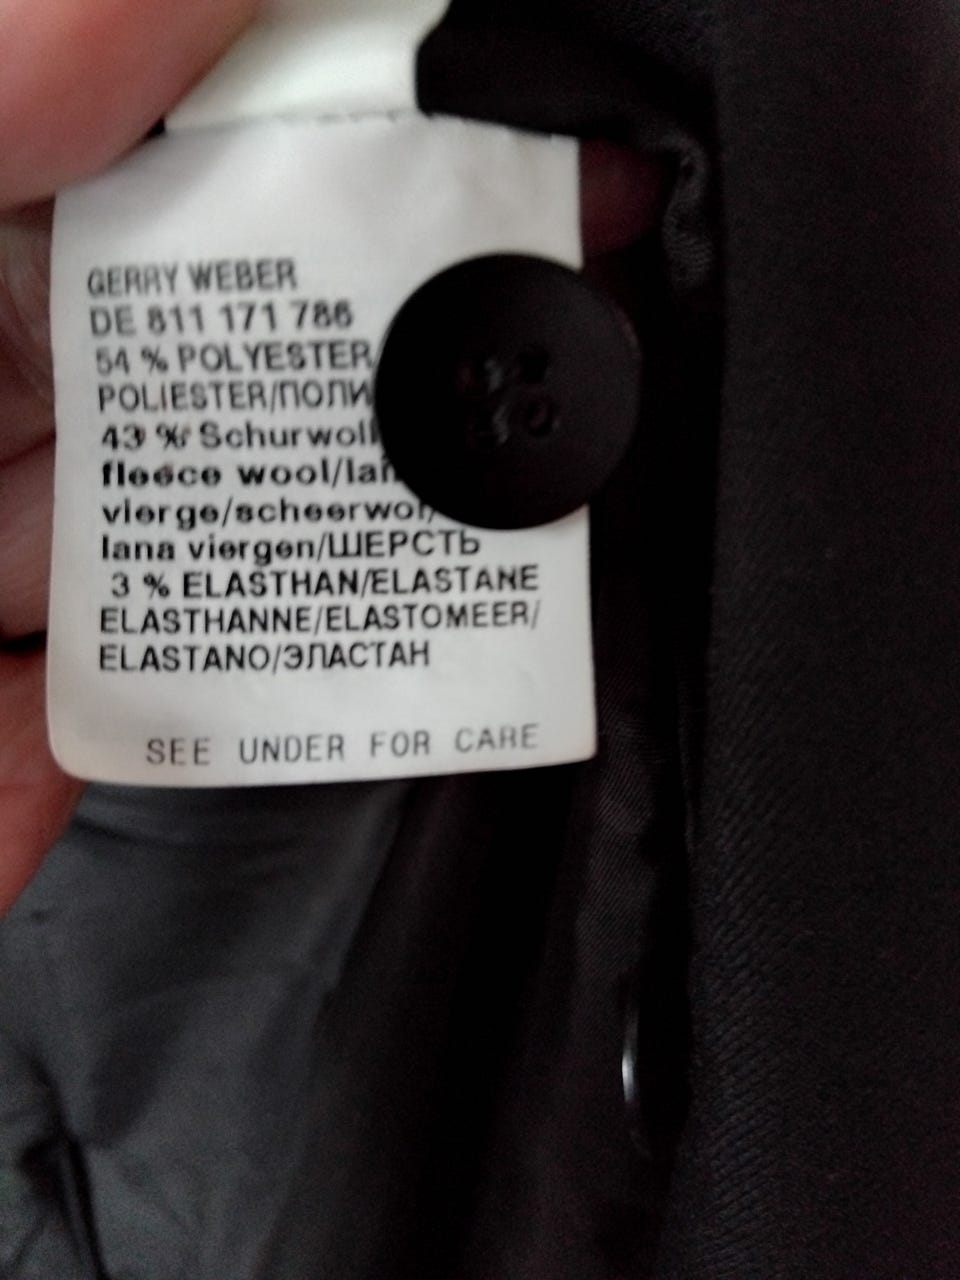 GERRY WEBER
DE 811 171 786
54 % POLYESTER
POLIESTER/ПОЛИ
43 % Schurwoll
fleece wool/lan
vierge/scheerwol/
lana viergen/ШЕРСТЬ
3 % ELASTHAN/ELASTANE
ELASTHANNE/ELASTOMEER/
ELASTANO/ЭЛАСТАН
SEE UNDER FOR CARE